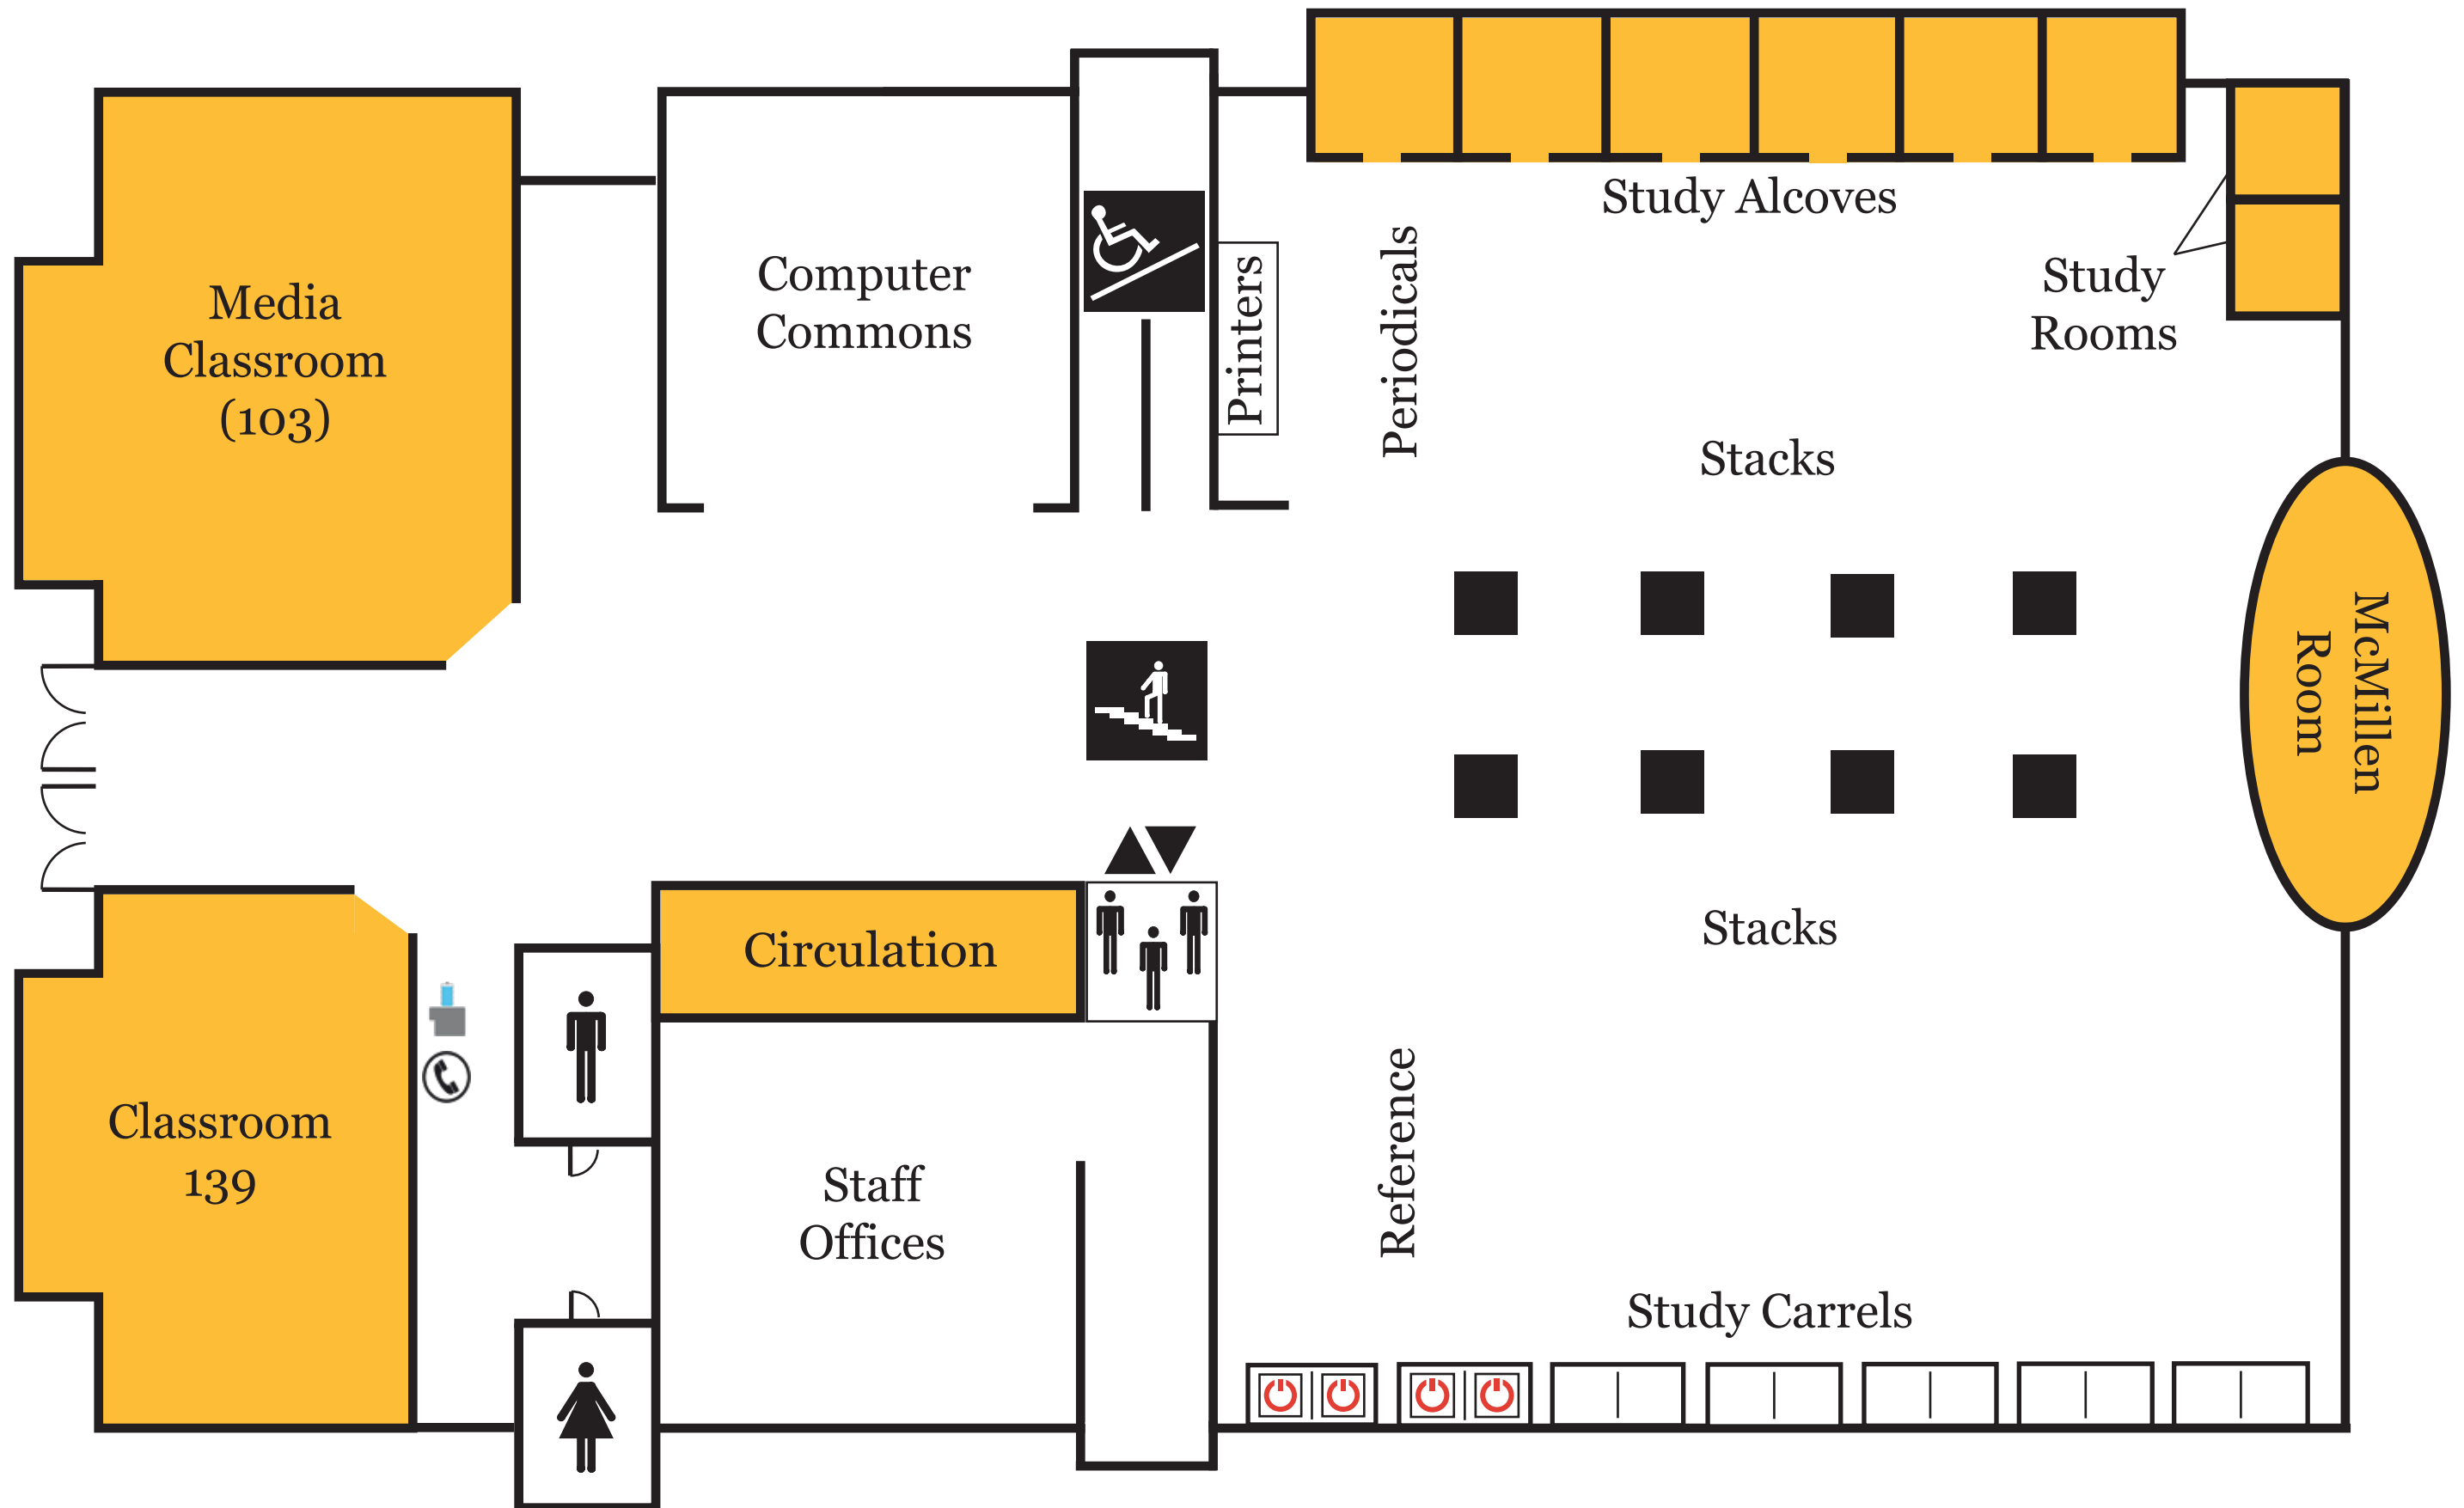 Media
Classroom
(103)
Computer
Commons
Printers
Periodicals
Study Alcoves
Study
Rooms
Stacks
McMillen
Room
Circulation
Stacks
Classroom
139
Staff
Offices
Reference
Study Carrels